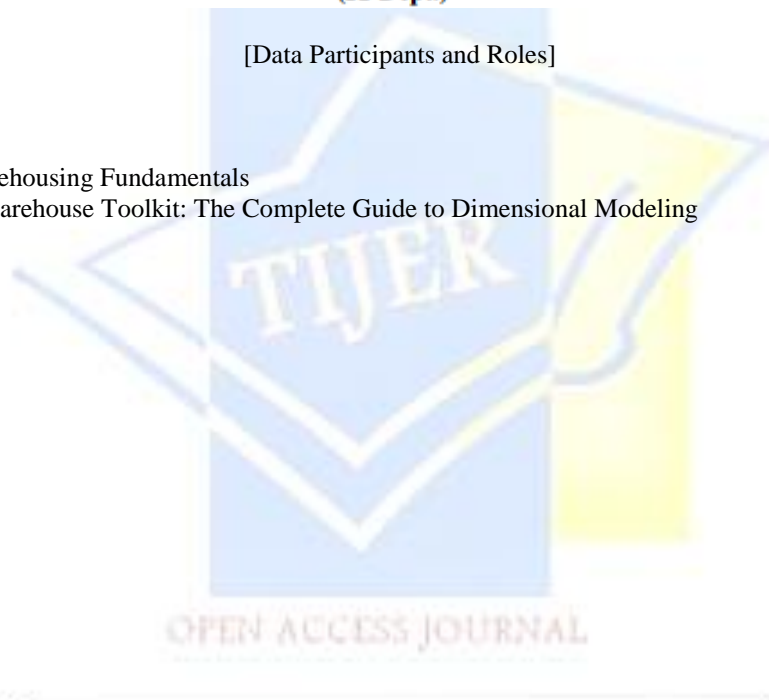 [Data Participants and Roles]
ehousing Fundamentals
arehouse Toolkit: The Complete Guide to Dimensional Modeling
TIJER
OPEN ACCESS JOURNAL